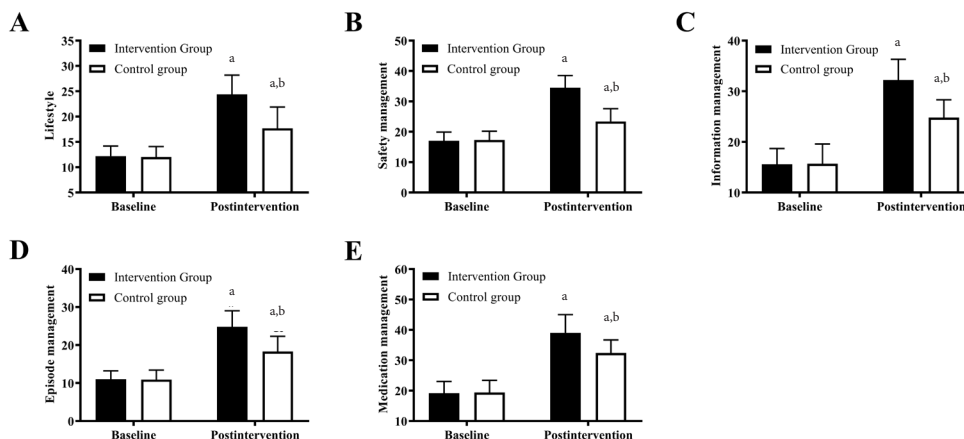 A
Lifestyle
35
30
25
20
15
10
5
Intervention Group
Control group
a
a,b
Baseline
Postintervention
B
Safety management
50
40
30
20
10
0
Intervention Group
Control group
a
a,b
Baseline
Postintervention
C
Information management
40
30
20
10
Intervention Group
Control group
a
a,b
Baseline
Postintervention
D
Episode management
40
30
20
10
0
Intervention Group
Control group
a
a,b
Baseline
Postintervention
E
Medication management
60
50
40
30
20
10
Intervention Group
Control group
a
a,b
Baseline
Postintervention